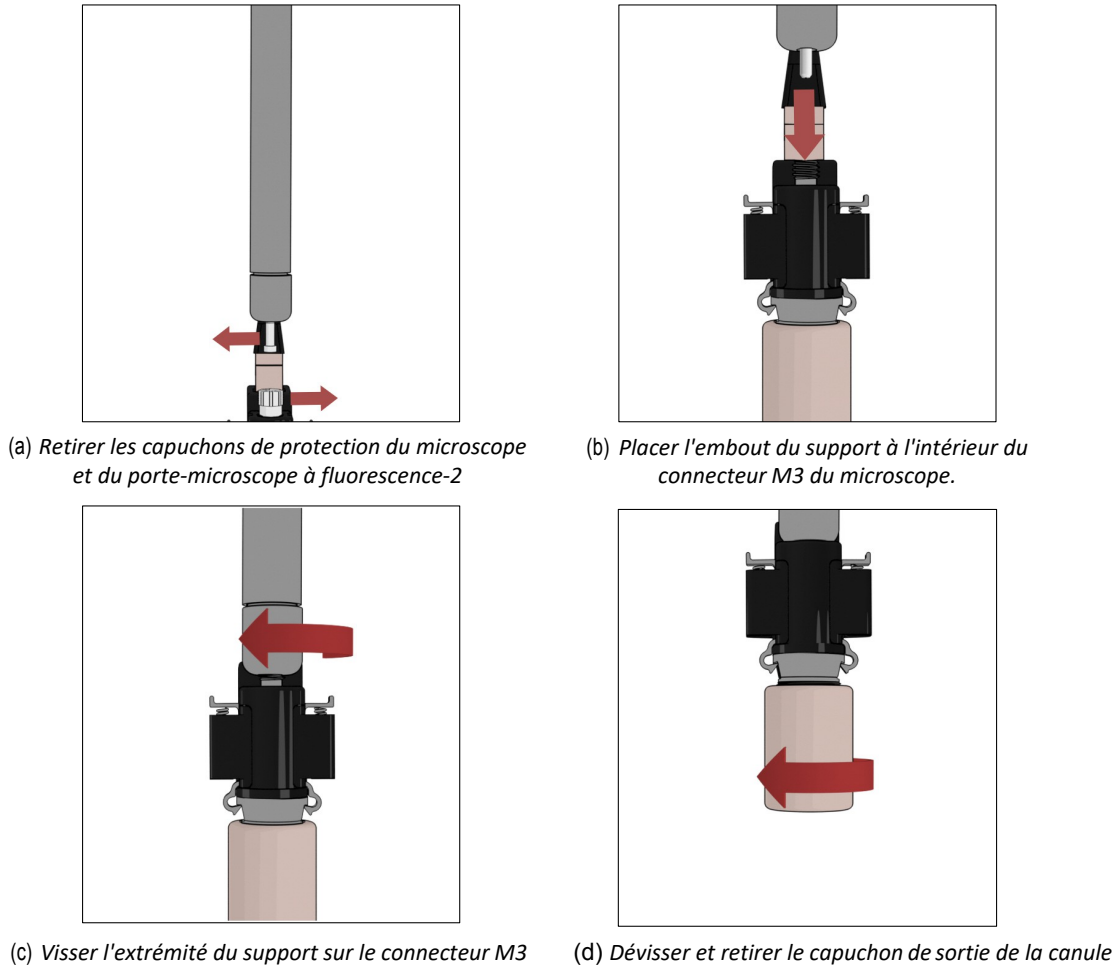 (a) Retirer les capuchons de protection du microscope
et du porte-microscope à fluorescence-2
(b) Placer l'embout du support à l'intérieur du
connecteur M3 du microscope.
(c) Visser l'extrémité du support sur le connecteur M3
(d) Dévisser et retirer le capuchon de sortie de la canule